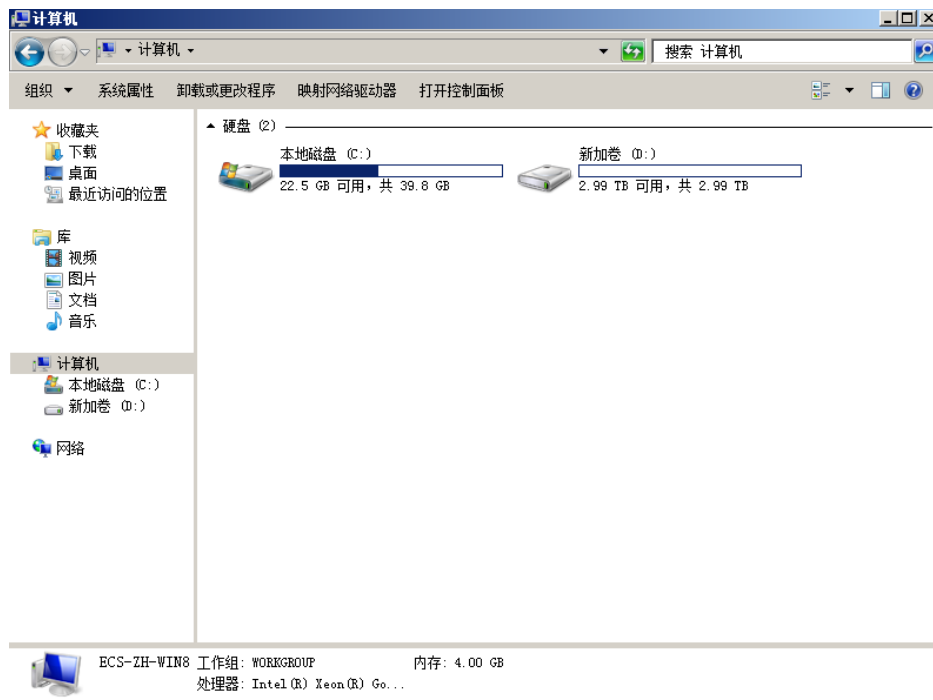 计算机
计算机
搜索 计算机
组织
系统属性
卸载或更改程序
映射网络驱动器
打开控制面板
收藏夹
下载
桌面
最近访问的位置
库
视频
图片
文档
音乐
计算机
本地磁盘 (C:)
新加卷 (D:)
网络
硬盘 (2)
本地磁盘 (C:)
22.5 GB 可用，共 39.8 GB
新加卷 (D:)
2.99 TB 可用，共 2.99 TB
ECS-ZH-WIN8 工作组: WORKGROUP 内存: 4.00 GB
处理器: Intel(R) Xeon(R) Go...